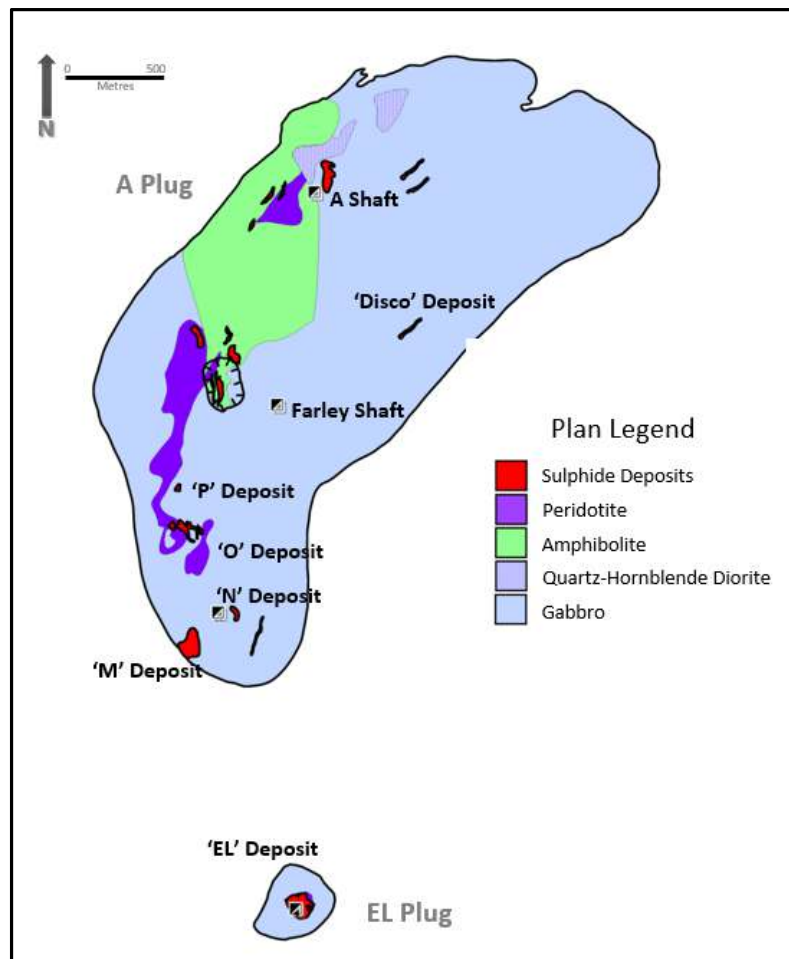 0 500
Metres
N
A Plug
A Shaft
‘Disco’ Deposit
Farley Shaft
Plan Legend
Sulphide Deposits
Peridotite
Amphibolite
Quartz-Hornblende Diorite
Gabbro
‘P’ Deposit
‘O’ Deposit
‘N’ Deposit
‘M’ Deposit
‘EL’ Deposit
EL Plug